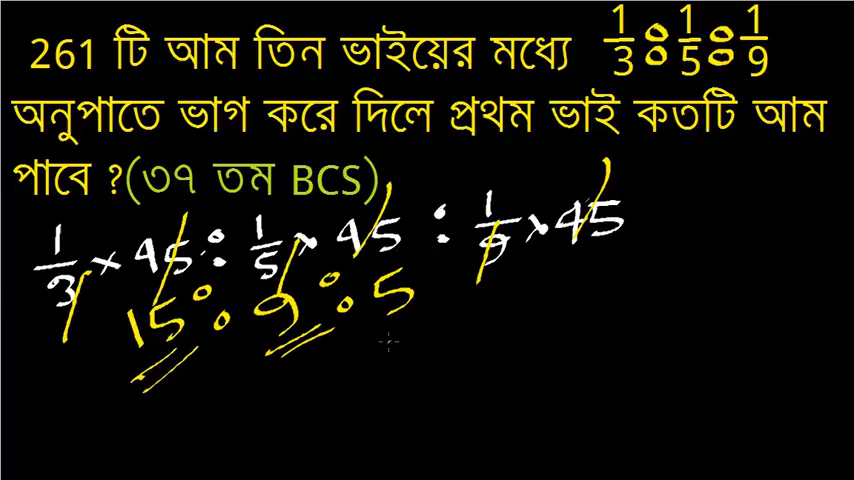 261 টি আম তিন ভাইয়ের মধ্যে 1/3 : 1/5 : 1/9
অনুপাতে ভাগ করে দিলে প্রথম ভাই কতটি আম
পাবে ?(৩৭ তম BCS)
1/3 × 45 : 1/5 × 45 : 1/9 × 45
15 : 9 : 5